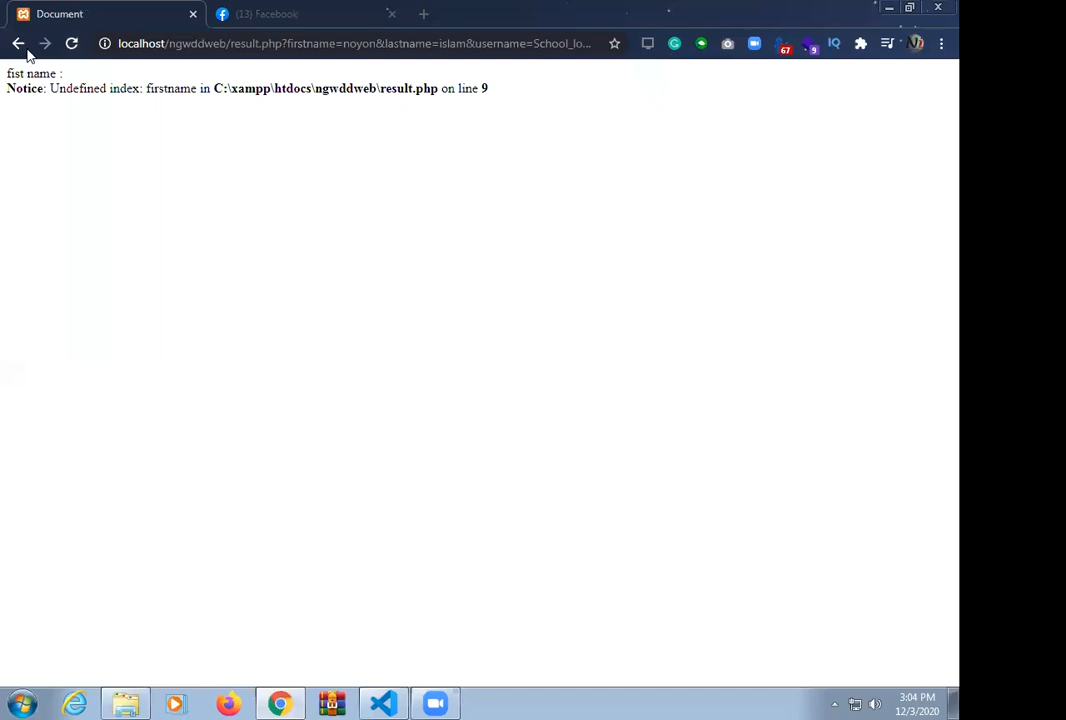 Document
(13) Facebook
localhost/ngwddweb/result.php?firstname=noyon&lastname=islam&username=School_lo...
67
9
IQ
fist name :
Notice: Undefined index: firstname in C:\xampp\htdocs\ngwddweb\result.php on line 9
3:04 PM
12/3/2020